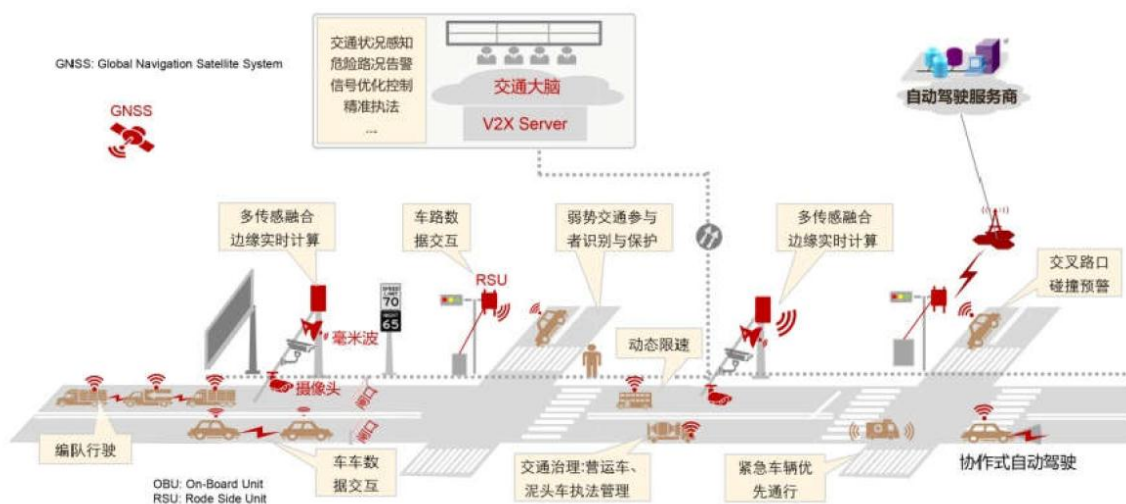 交通状况感知
危险路况告警
信号优化控制
精准执法
...
交通大脑
V2X Server
GNSS: Global Navigation Satellite System
GNSS
自动驾驶服务商
多传感融合
边缘实时计算
车路数
据交互
弱势交通参与
者识别与保护
多传感融合
边缘实时计算
交叉路口
碰撞预警
RSU
SPEED
LIMIT
70
NIGHT
65
毫米波
动态限速
摄像头
闸口
闸口
编队行驶
车车数
据交互
交通治理:营运车、
泥头车执法管理
紧急车辆优
先通行
协作式自动驾驶
OBU: On-Board Unit
RSU: Rode Side Unit